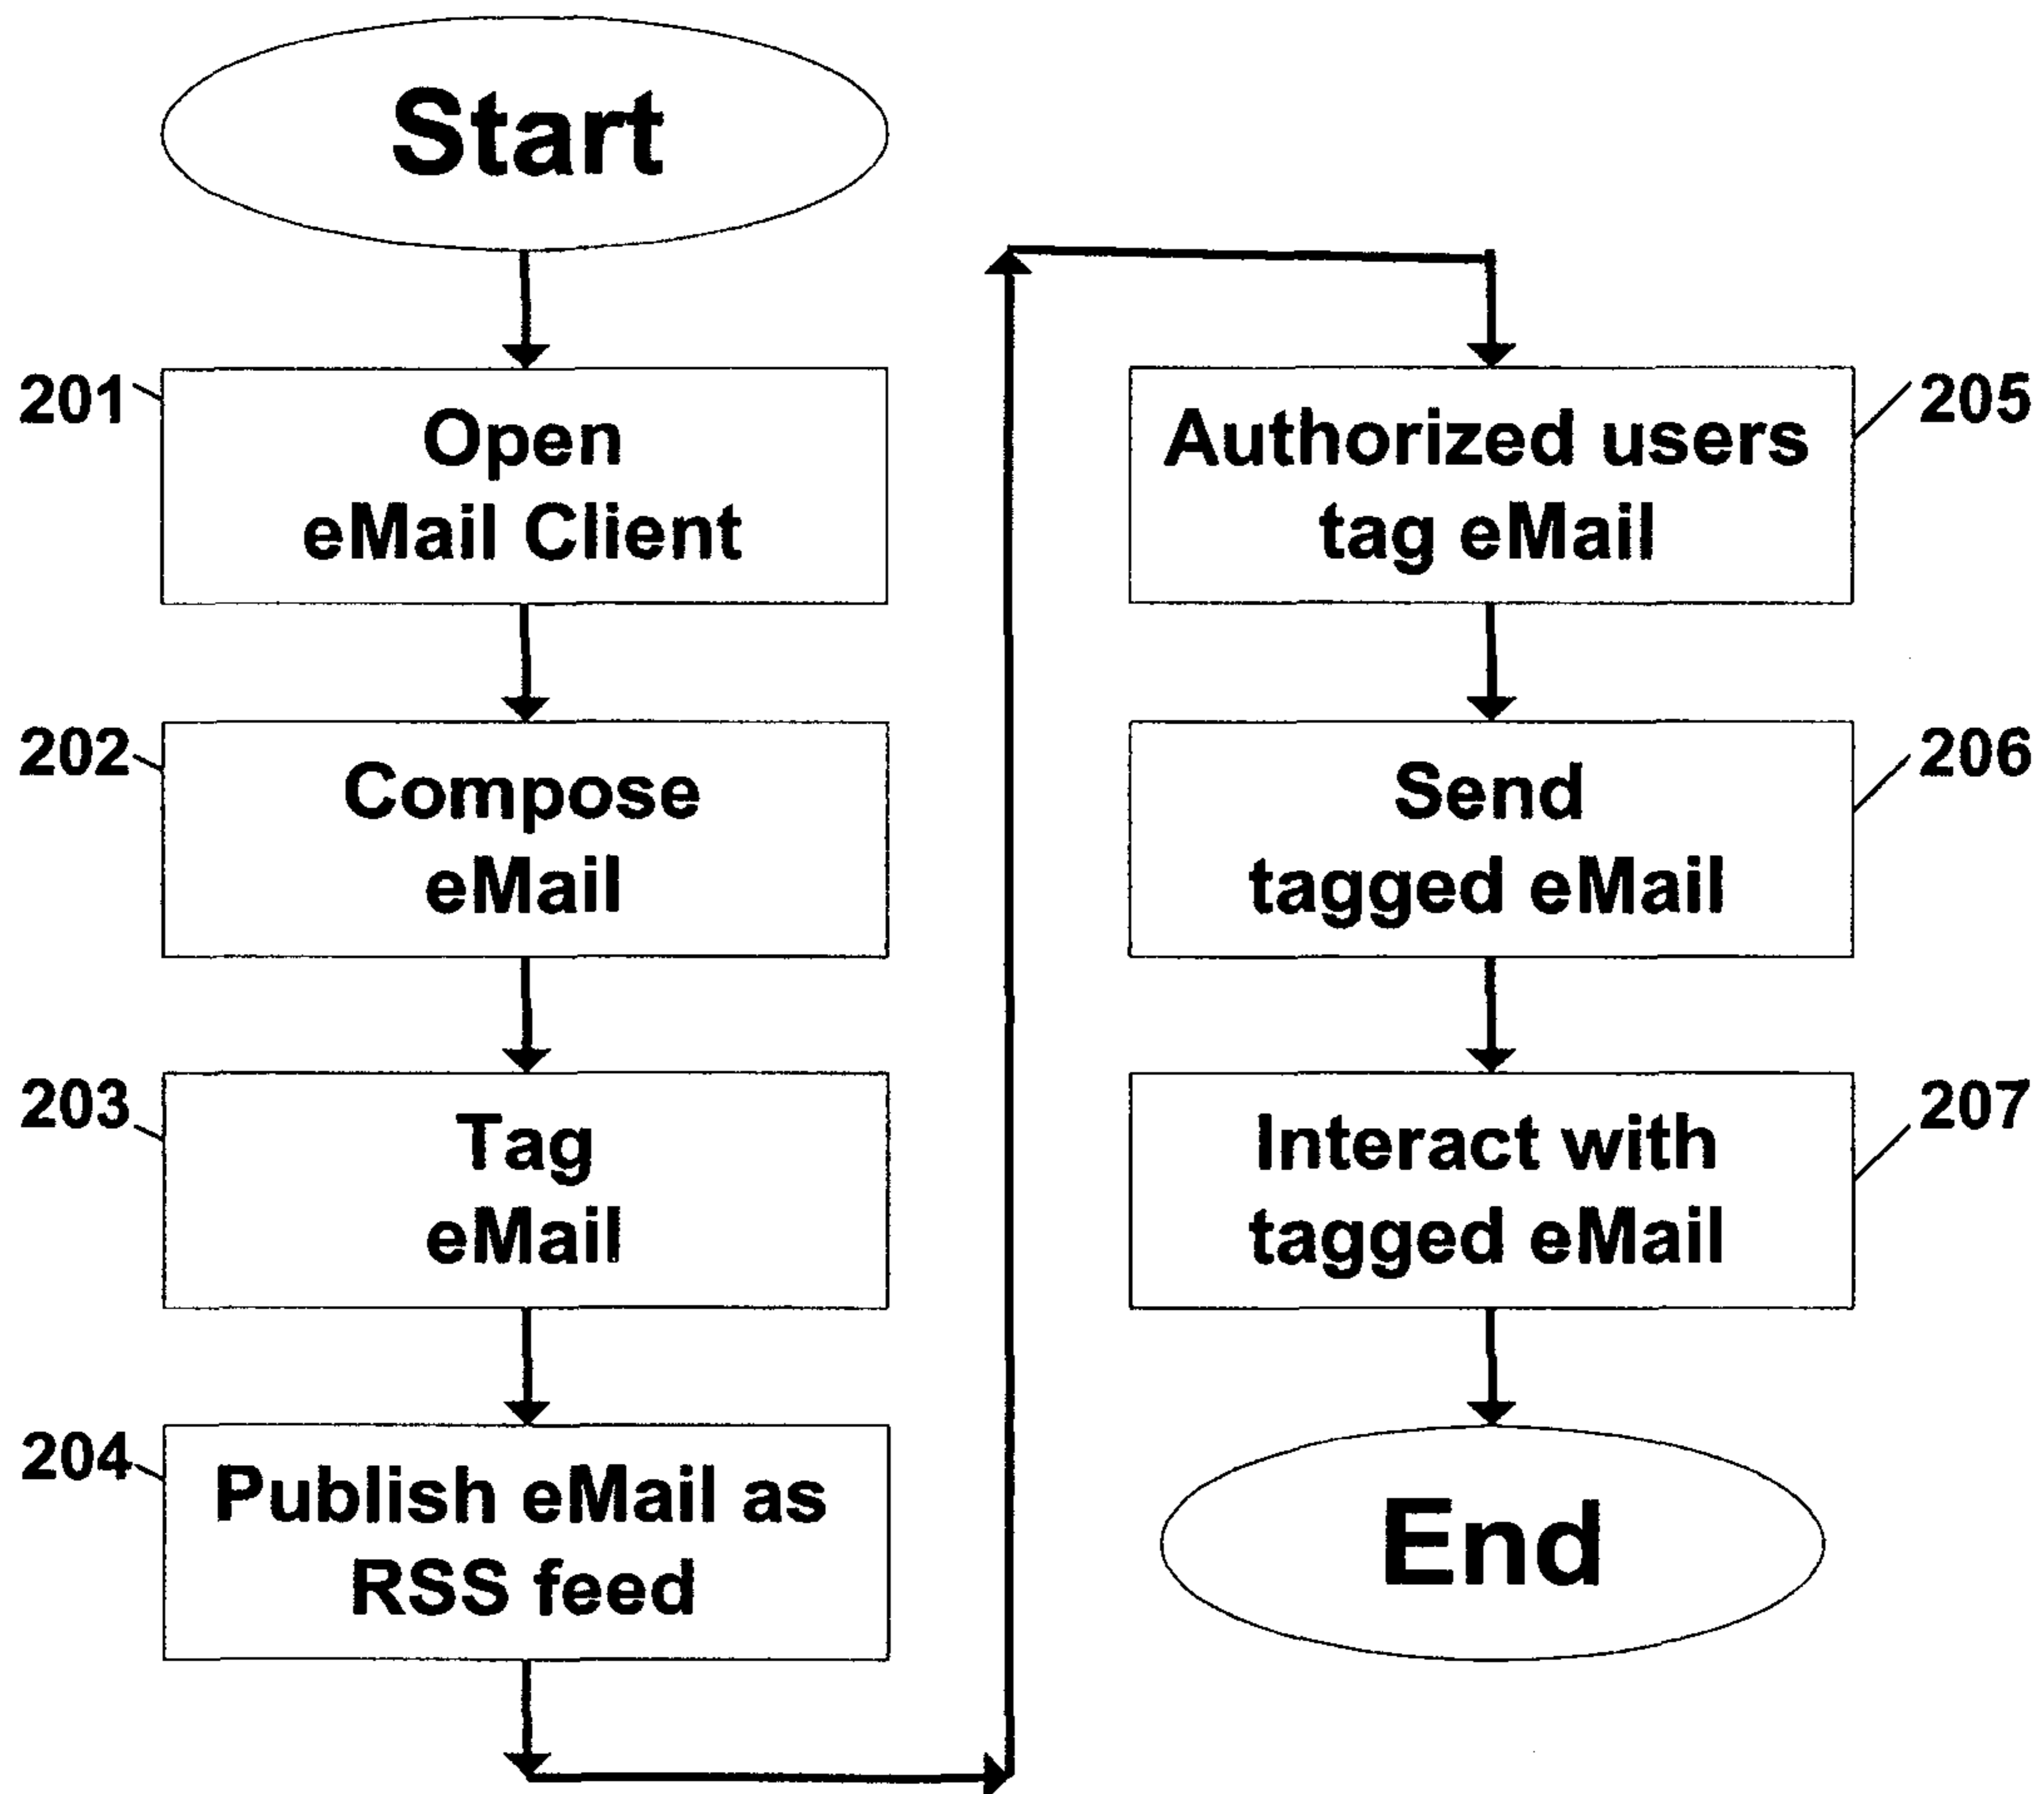 Start
201
Open
eMail Client
202
Compose
eMail
203
Tag
eMail
204
Publish eMail as
RSS feed
205
Authorized users
tag eMail
206
Send
tagged eMail
207
Interact with
tagged eMail
End